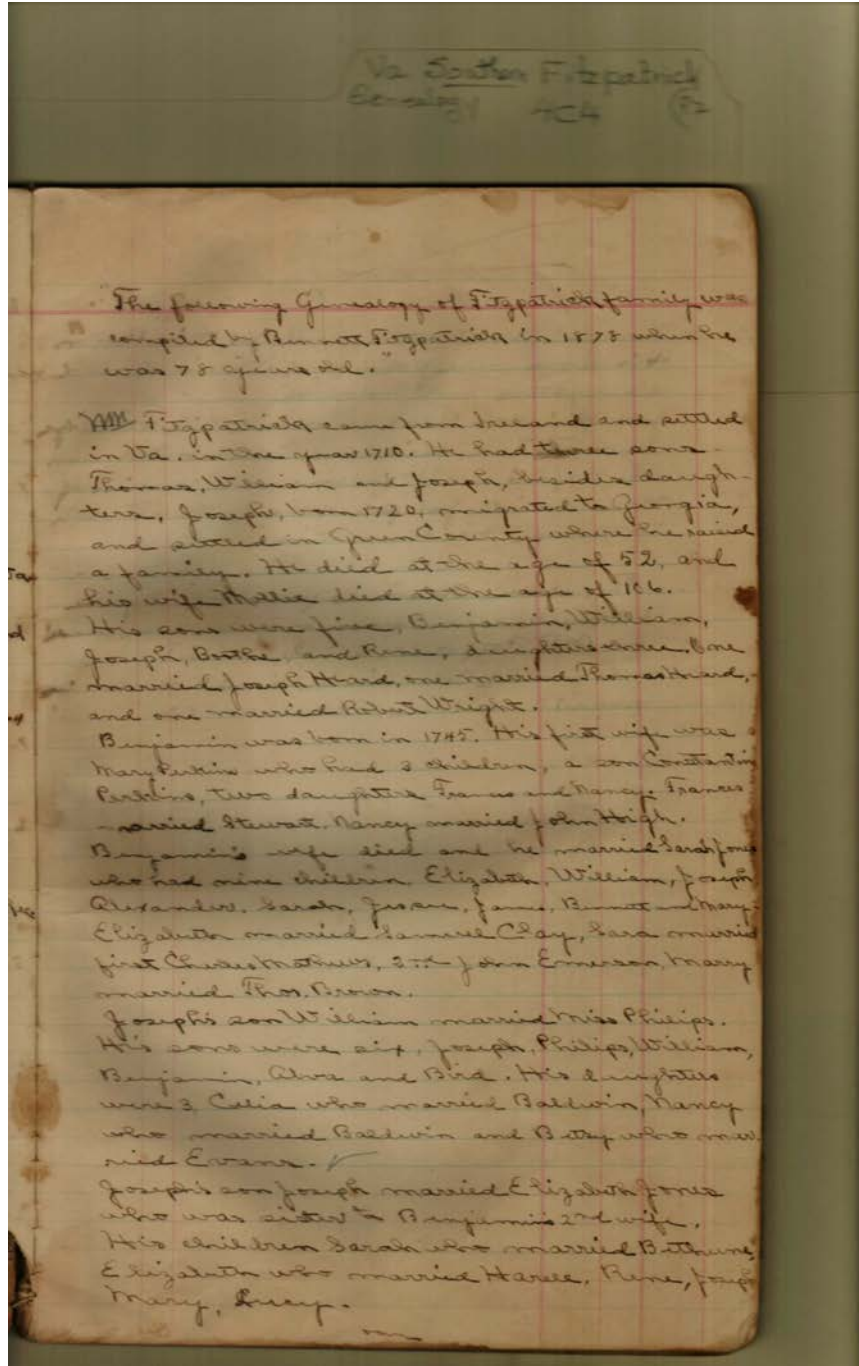 Va Southern Fitzpatrick
Genealogy 4C4 P2
"The following Genealogy of Fitzpatrick family was
compiled by Bennett Fitzpatrick in 1878 when he
was 78 years old."
Wm Fitzpatrick came from Ireland and settled
in Va. in the year 1710. He had three sons -
Thomas, William and Joseph, besides daugh-
ters. Joseph, born 1720, migrated to Georgia,
and settled in Green County where he raised
a family. He died at the age of 52, and
his wife Mollie died at the age of 106.
His sons were five, Benjamin, William,
Joseph, Boothe, and Rene, daughters three. One
married Joseph Heard, one married Thomas Heard,
and one married Robert Wright.
Benjamin was born in 1745. His first wife was
Mary Perkins who had 3 children, a son Constantine
Perkins, two daughters Frances and Nancy. Frances
married Stewart. Nancy married John High.
Benjamin's wife died and he married Sarah Jones
who had nine children, Elizabeth, William, Joseph
Alexander, Sarah, Jessee, James, Bennett and Mary.
Elizabeth married Samuel Clay, Sara married
first Charles Mathews, 2nd John Emerson, Mary
married Thos. Brown.
Joseph's son William married Miss Philips.
His sons were six, Joseph, Philips, William,
Benjamin, Alva and Bird. His daughters
were 3, Celia who married Baldwin, Nancy
who married Baldwin and Betsy who mar-
ried Evans.
Joseph's son Joseph married Elizabeth Jones
who was sister to Benjamin's 2nd wife.
His children Sarah who married Bethune,
Elizabeth who married Harell, Rene, Joseph
Mary, Lucy.